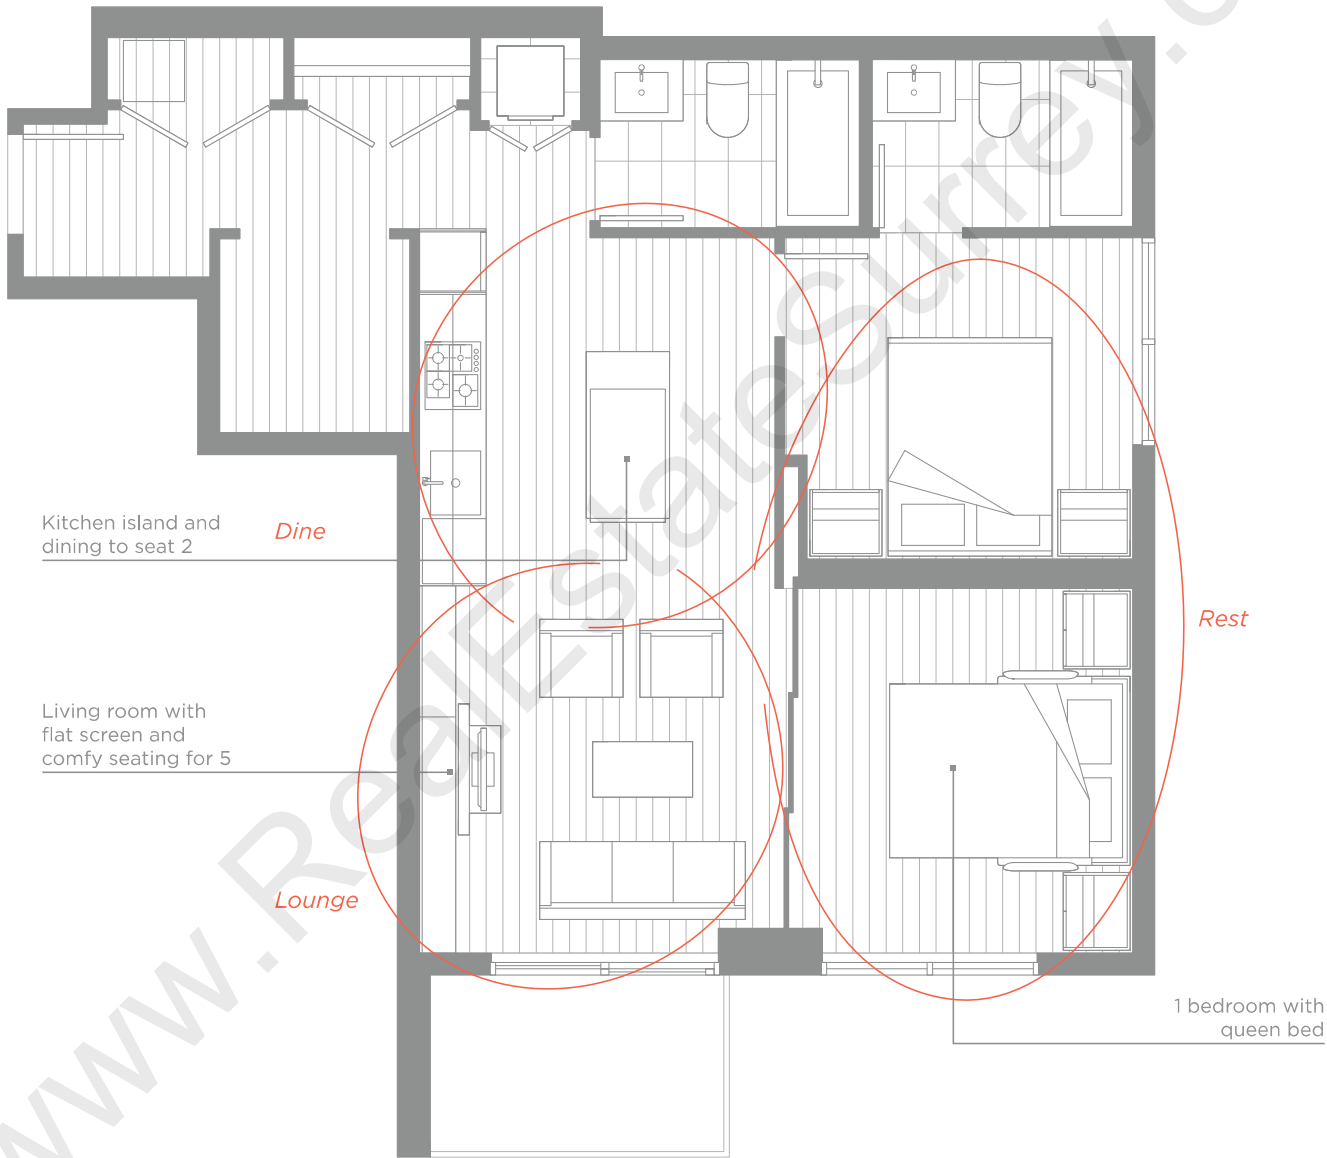 Kitchen island and
dining to seat 2
Dine
Living room with
flat screen and
comfy seating for 5
Lounge
Rest
1 bedroom with
queen bed
www.RealEstateSurrey.c